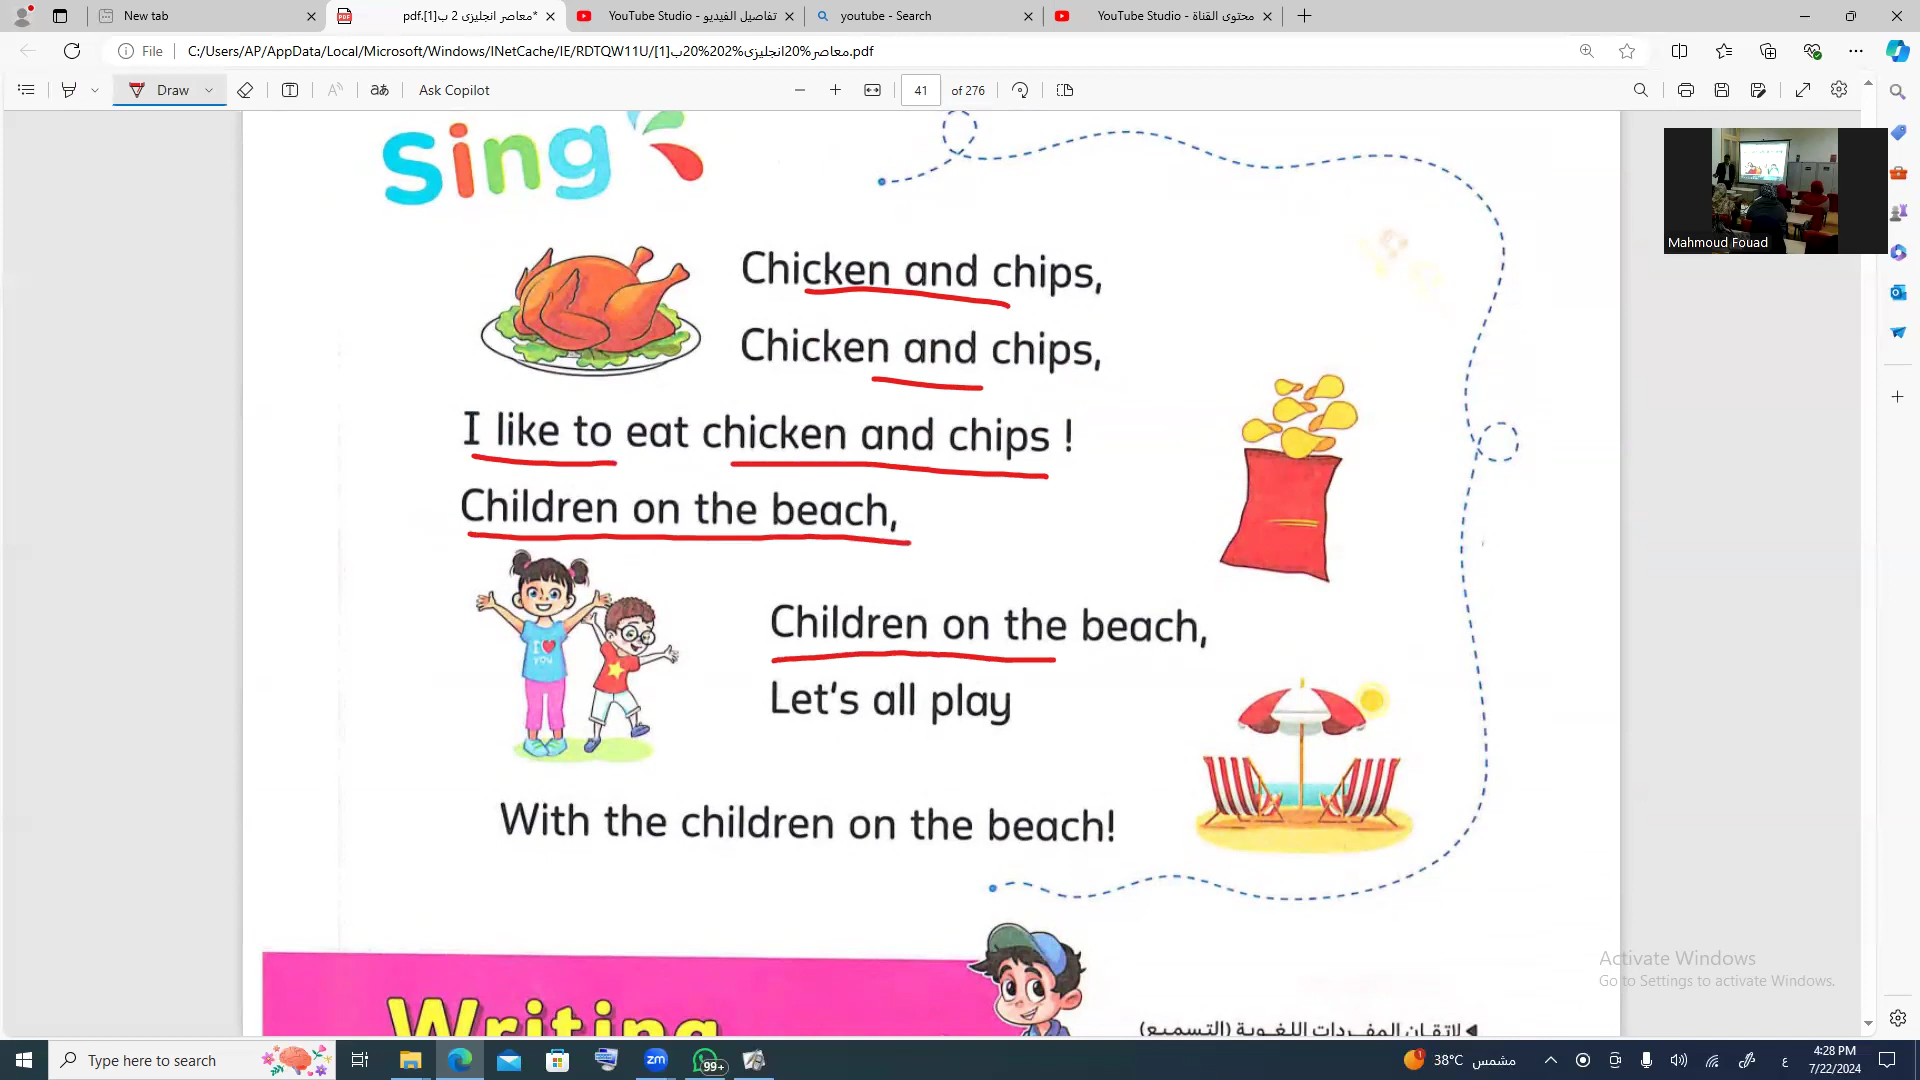 New tab
معاصر انجليزى 2 ب[1].pdf*
YouTube Studio - تفاصيل الفيديو
youtube - Search
YouTube Studio - محتوى القناة
File
C:/Users/AP/AppData/Local/Microsoft/Windows/INetCache/IE/RDTQW11U/معاصر%20انجليزى%202%20ب[1].pdf
Draw
Ask Copilot
41 of 276
Sing
Mahmoud Fouad
Chicken and chips,
Chicken and chips,
I like to eat chicken and chips !
Children on the beach,
I
YOU
Children on the beach,
Let's all play
With the children on the beach!
Activate Windows
Go to Settings to activate Windows.
Writing
لإتقان المفردات اللغوية (التسميع)
Type here to search
zm
99+
1
38°C مشمس
ع
4:28 PM
7/22/2024